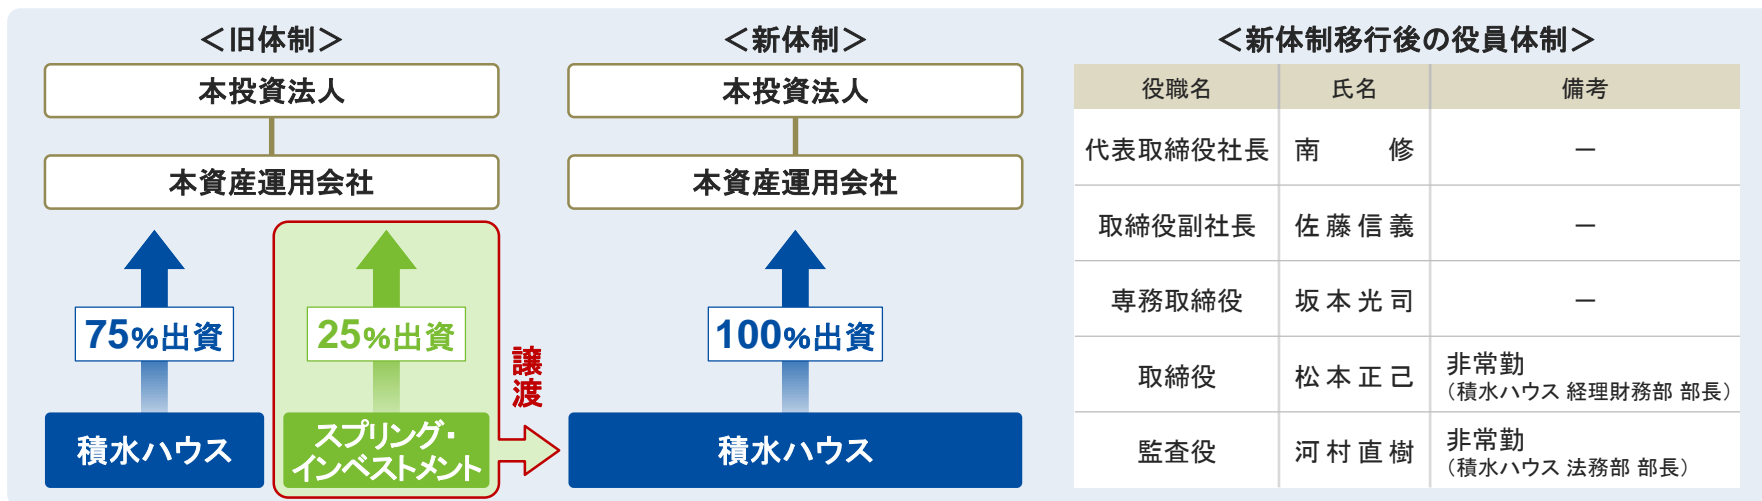 ＜旧体制＞
本投資法人
本資産運用会社
75%出資
25%出資
積水ハウス
スプリング・
インベストメント
譲渡
＜新体制＞
本投資法人
本資産運用会社
100%出資
積水ハウス
＜新体制移行後の役員体制＞
役職名 氏名 備考
代表取締役社長 南 修 －
取締役副社長 佐藤信義 －
専務取締役 坂本光司 －
取締役 松本正己 非常勤
（積水ハウス 経理財務部 部長）
監査役 河村直樹 非常勤
（積水ハウス 法務部 部長）